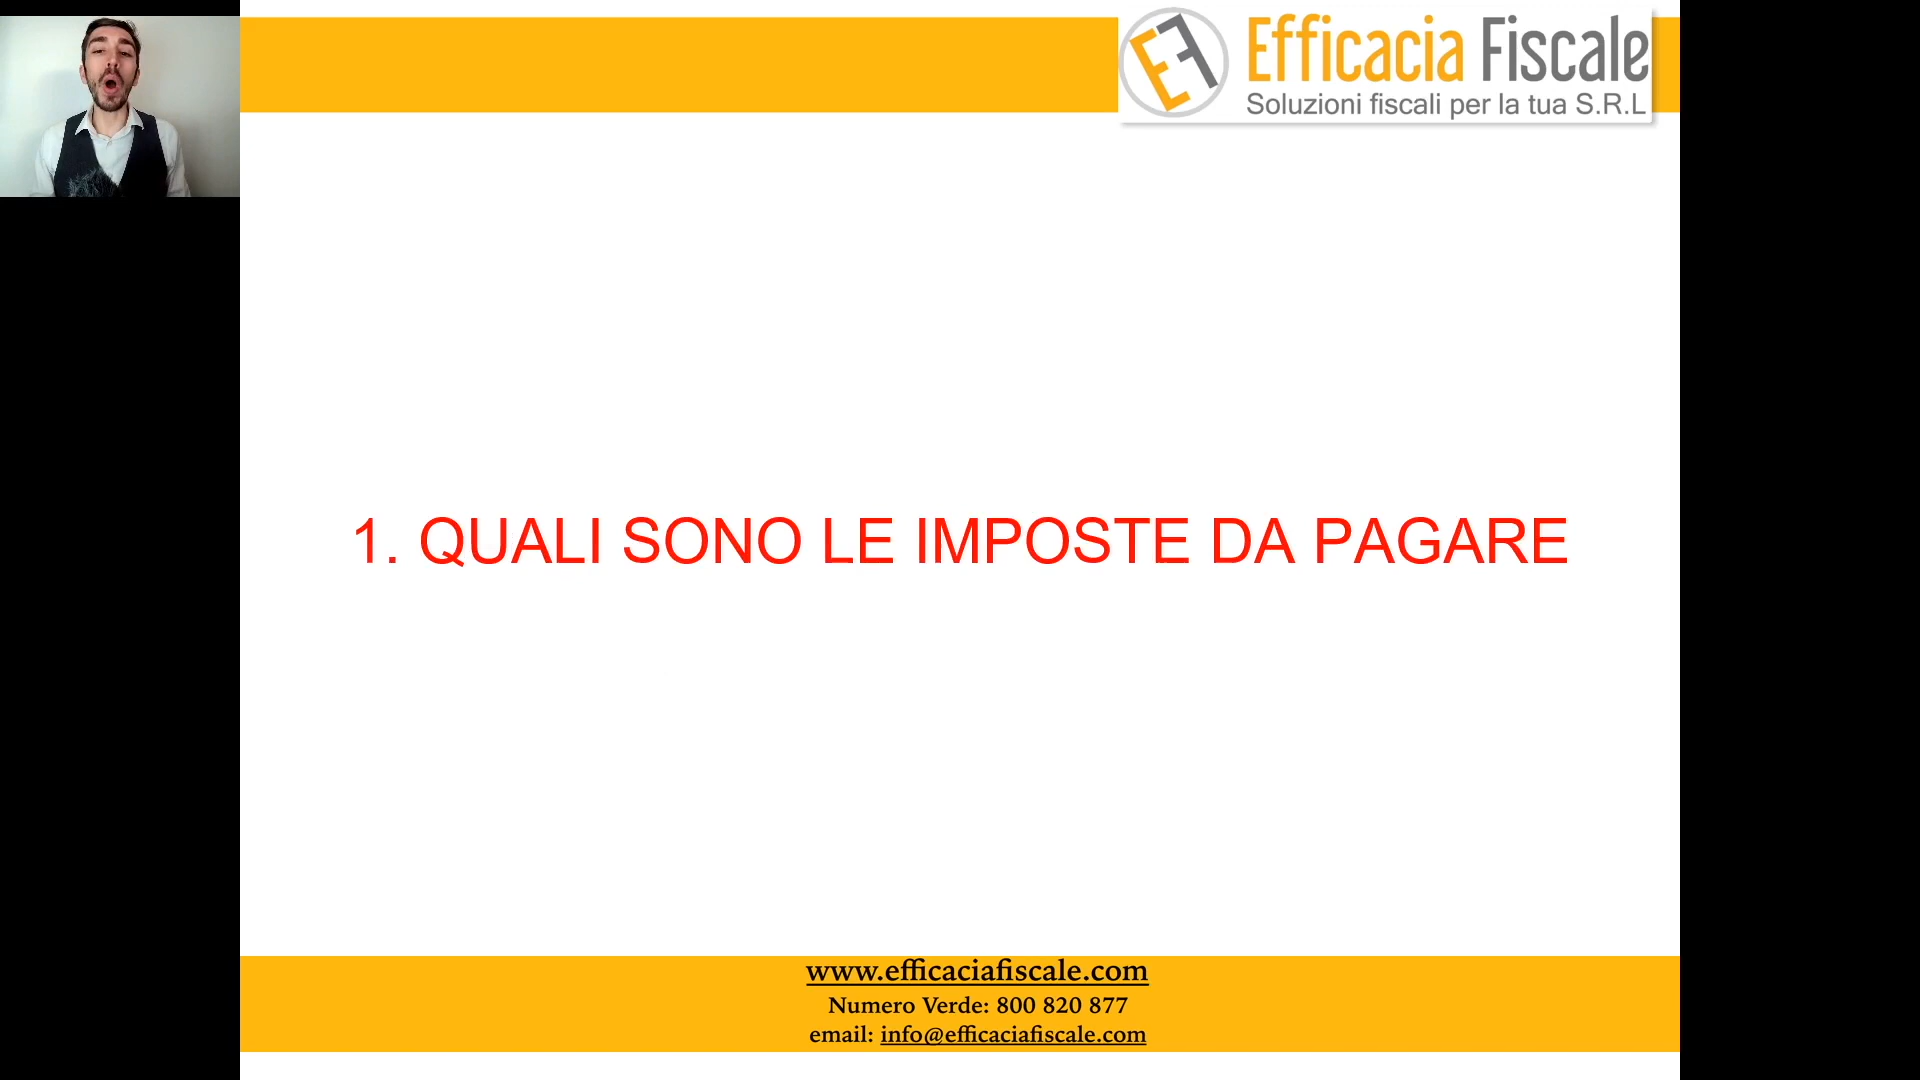 EF Efficacia Fiscale
Soluzioni fiscali per la tua S.R.L
1. QUALI SONO LE IMPOSTE DA PAGARE
www.efficaciafiscale.com
Numero Verde: 800 820 877
email: info@efficaciafiscale.com